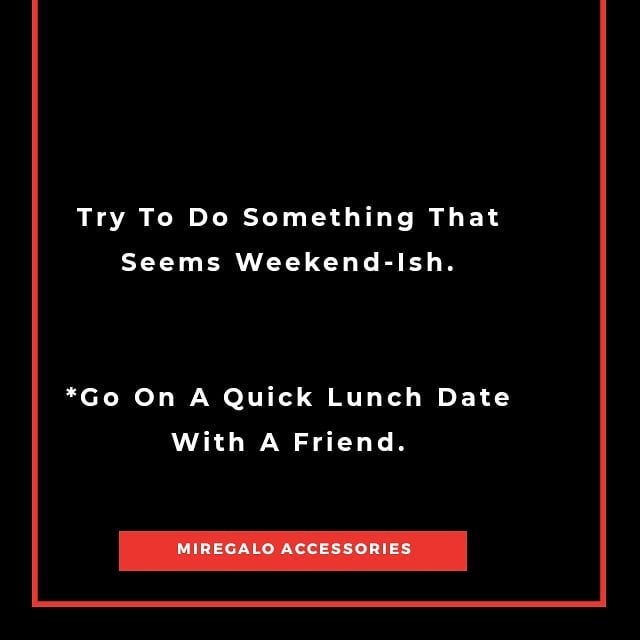 Try To Do Something That
Seems Weekend-Ish.
*Go On A Quick Lunch Date
With A Friend.
MIREGALO ACCESSORIES